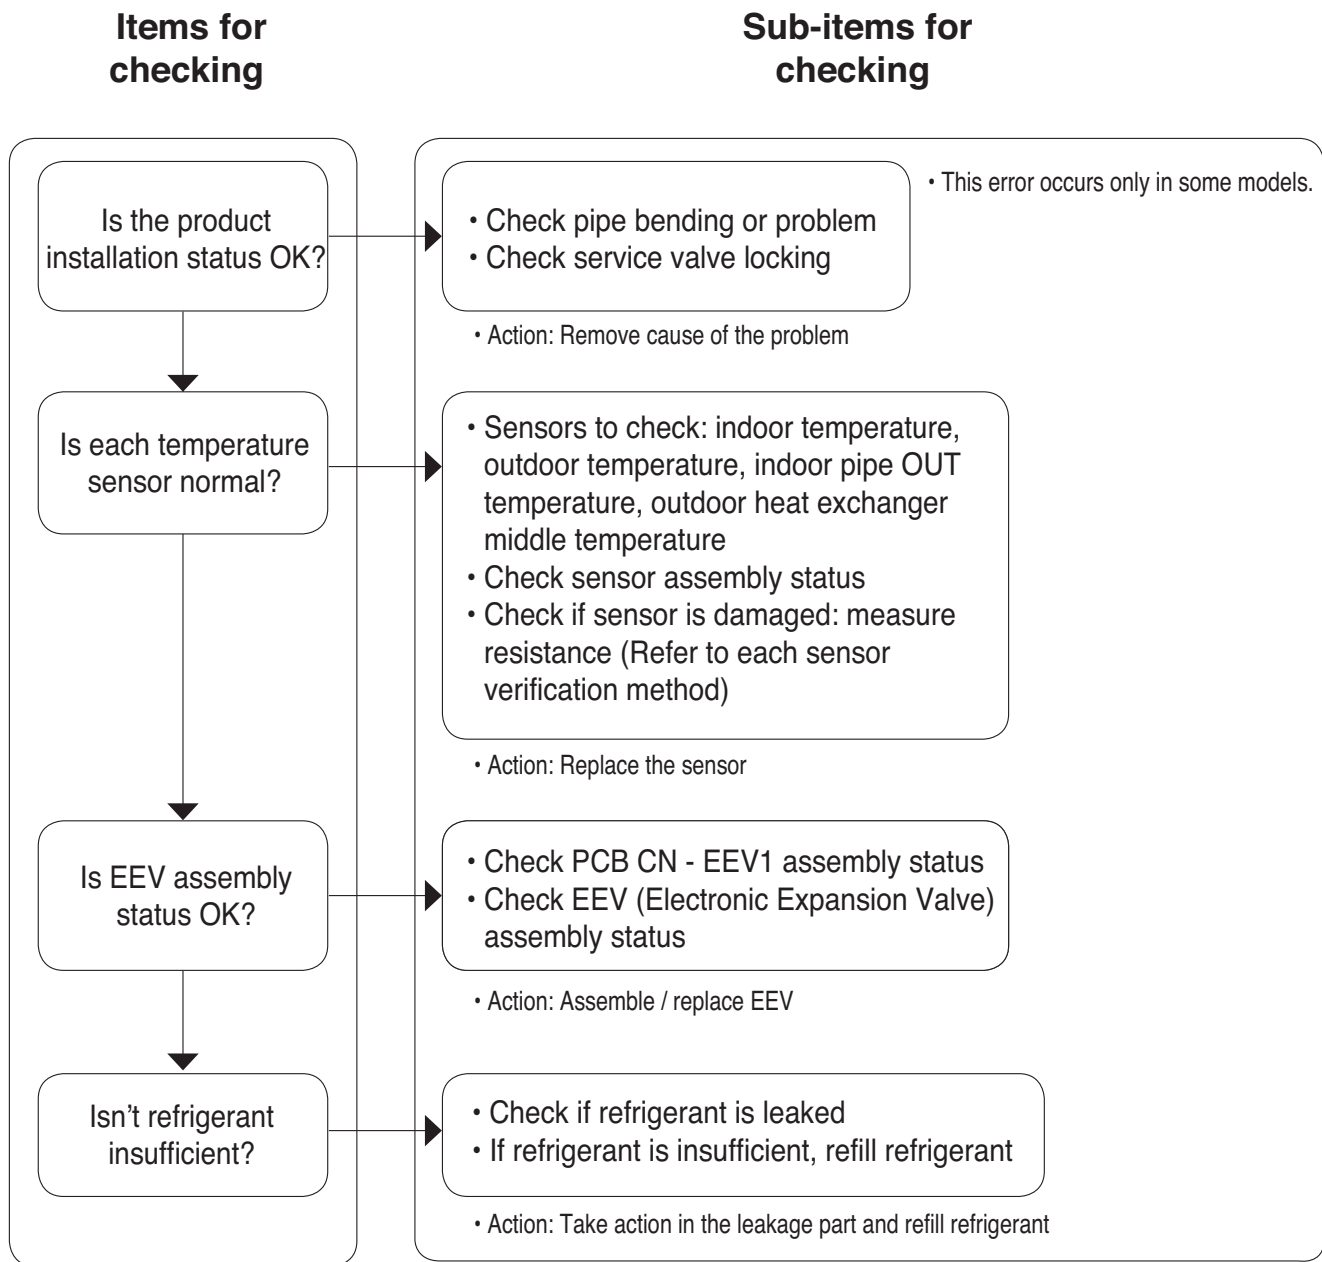 Items for
checking
Sub-items for
checking
Is the product
installation status OK?
• Check pipe bending or problem
• Check service valve locking
• This error occurs only in some models.
• Action: Remove cause of the problem
Is each temperature
sensor normal?
• Sensors to check: indoor temperature,
outdoor temperature, indoor pipe OUT
temperature, outdoor heat exchanger
middle temperature
• Check sensor assembly status
• Check if sensor is damaged: measure
resistance (Refer to each sensor
verification method)
• Action: Replace the sensor
Is EEV assembly
status OK?
• Check PCB CN - EEV1 assembly status
• Check EEV (Electronic Expansion Valve)
assembly status
• Action: Assemble / replace EEV
Isn’t refrigerant
insufficient?
• Check if refrigerant is leaked
• If refrigerant is insufficient, refill refrigerant
• Action: Take action in the leakage part and refill refrigerant